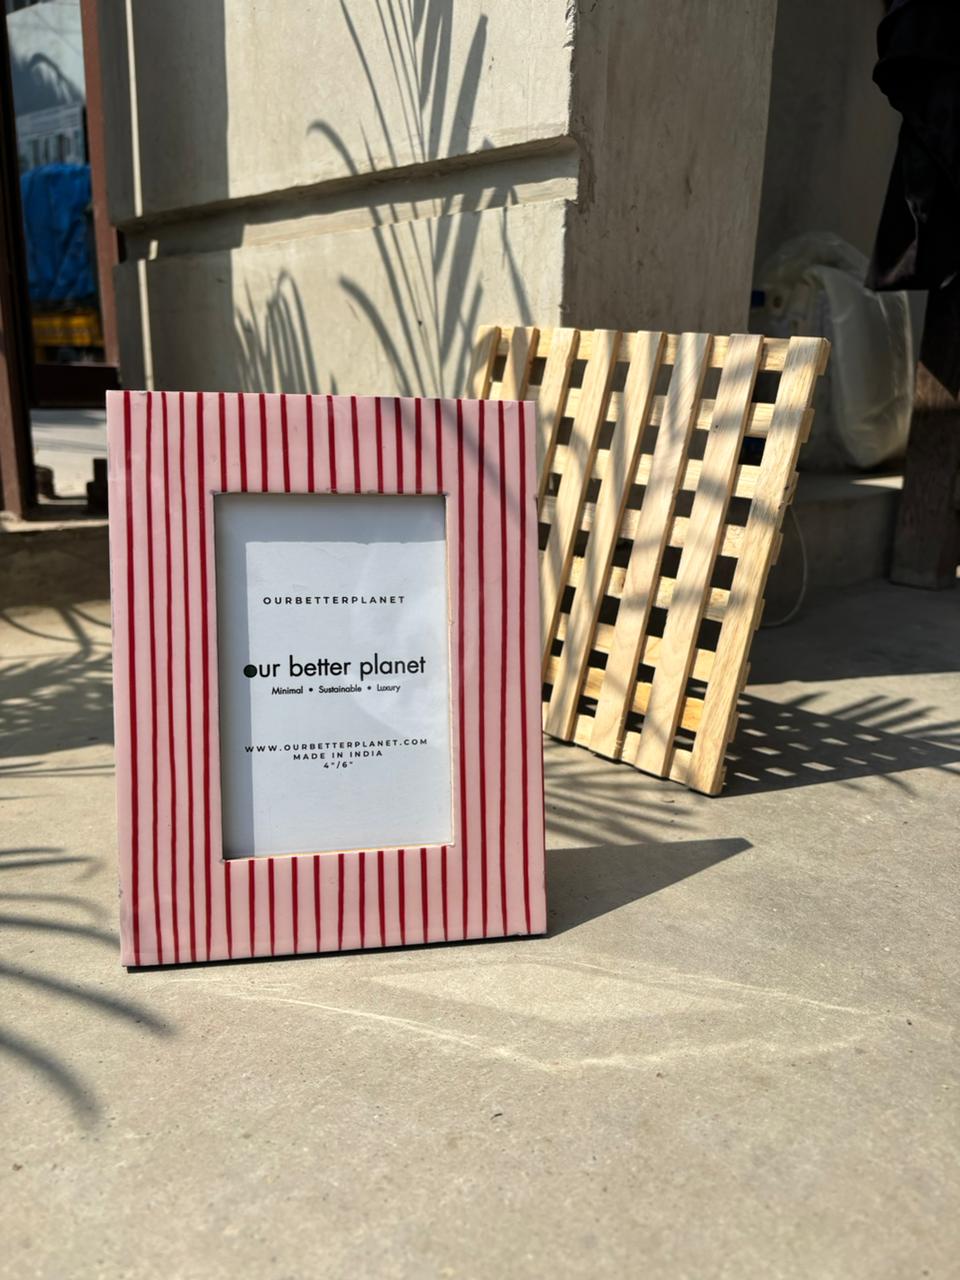 OURBETTERPLANET
our better planet
Minimal • Sustainable • Luxury
WWW.OURBETTERPLANET.COM
MADE IN INDIA
4"/6"